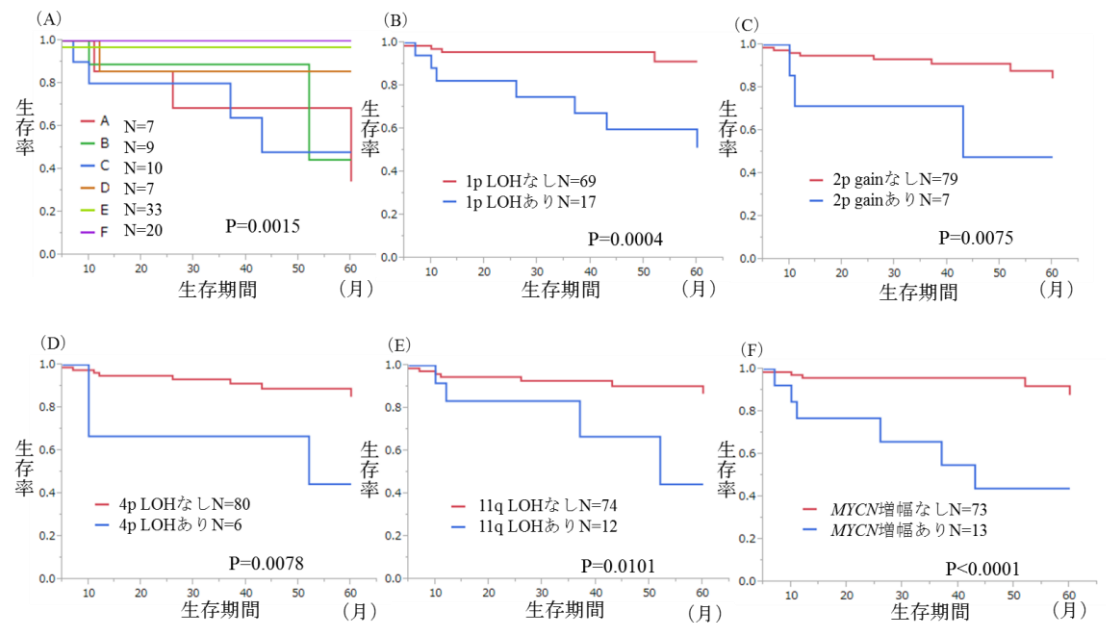 (A)
1.0
0.8
0.6
0.4
0.2
0.0
生存率
A N=7
B N=9
C N=10
D N=7
E N=33
F N=20
P=0.0015
10 20 30 40 50 60
生存期間 (月)
(B)
1.0
0.8
0.6
0.4
0.2
0.0
生存率
1p LOHなしN=69
1p LOHありN=17
P=0.0004
10 20 30 40 50 60
生存期間 (月)
(C)
1.0
0.8
0.6
0.4
0.2
0.0
生存率
2p gainなしN=79
2p gainありN=7
P=0.0075
10 20 30 40 50 60
生存期間 (月)
(D)
1.0
0.8
0.6
0.4
0.2
0.0
生存率
4p LOHなしN=80
4p LOHありN=6
P=0.0078
10 20 30 40 50 60
生存期間 (月)
(E)
1.0
0.8
0.6
0.4
0.2
0.0
生存率
11q LOHなしN=74
11q LOHありN=12
P=0.0101
10 20 30 40 50 60
生存期間 (月)
(F)
1.0
0.8
0.6
0.4
0.2
0.0
生存率
MYCN増幅なしN=73
MYCN増幅ありN=13
P<0.0001
10 20 30 40 50 60
生存期間 (月)